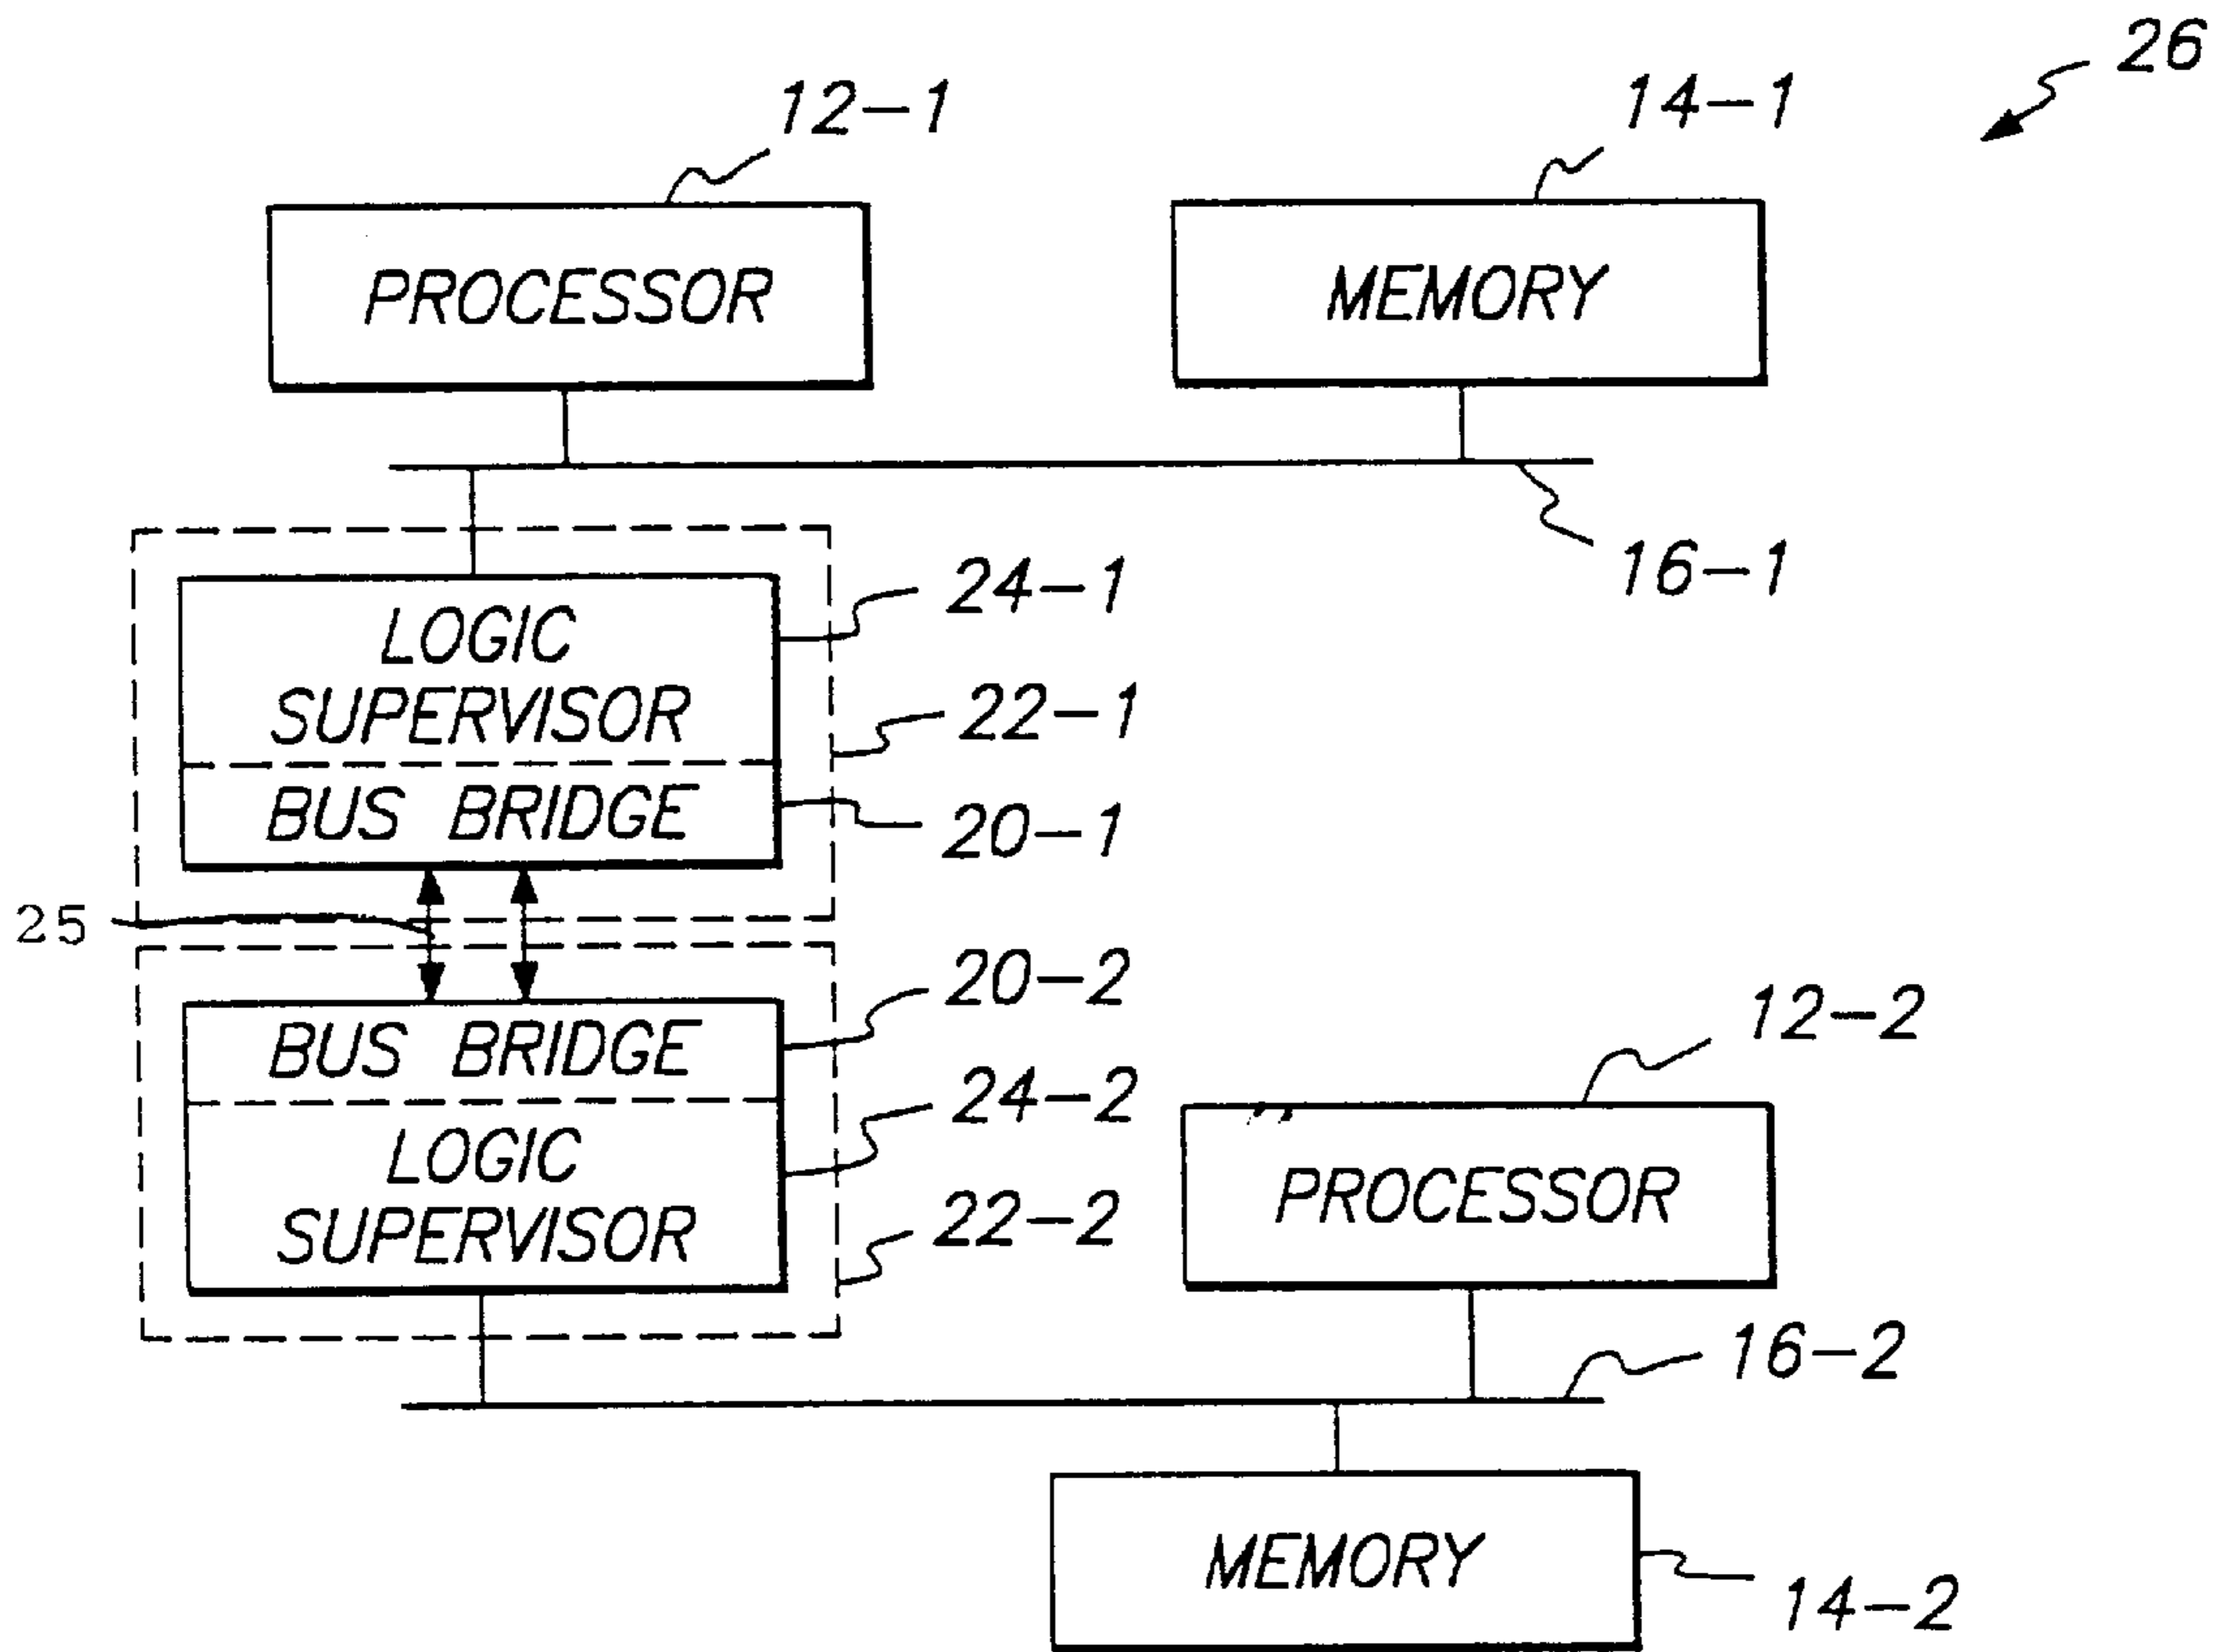 26
12-1
14-1
PROCESSOR
MEMORY
16-1
24-1
LOGIC
SUPERVISOR
22-1
BUS BRIDGE
20-1
25
20-2
BUS BRIDGE
12-2
24-2
LOGIC
SUPERVISOR
22-2
PROCESSOR
16-2
MEMORY
14-2